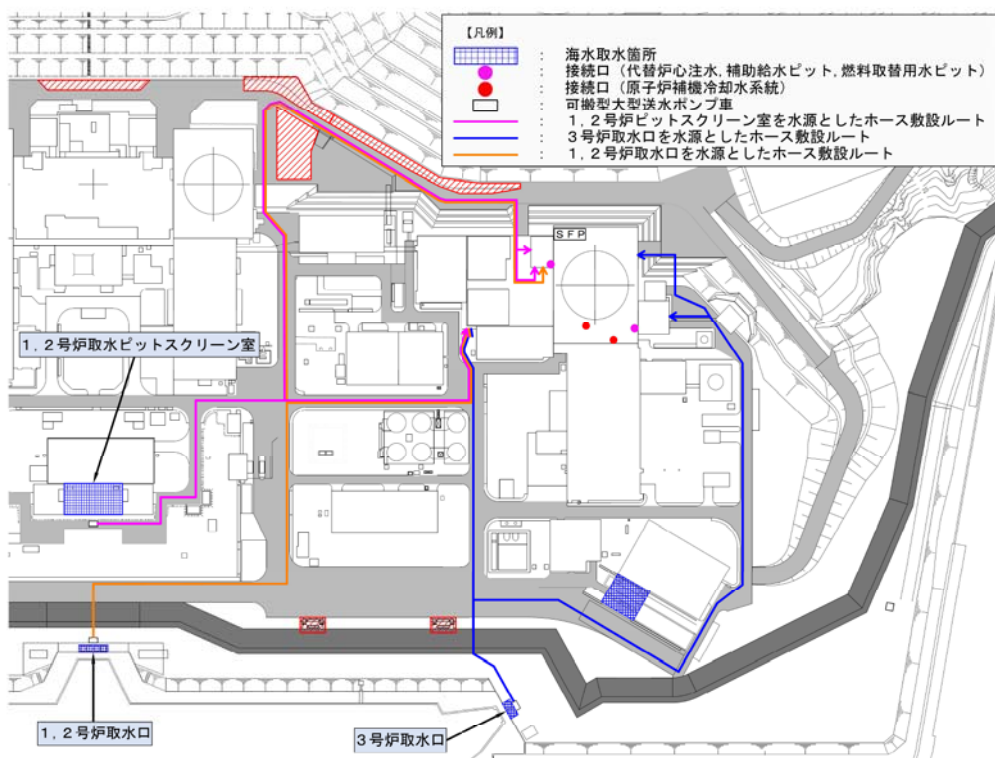 【凡例】
： 海水取水箇所
： 接続口（代替炉心注水，補助給水ピット，燃料取替用水ピット）
： 接続口（原子炉補機冷却水系統）
： 可搬型大型送水ポンプ車
： １，２号炉ピットスクリーン室を水源としたホース敷設ルート
： ３号炉取水口を水源としたホース敷設ルート
： １，２号炉取水口を水源としたホース敷設ルート
ＳＦＰ
１，２号炉取水ピットスクリーン室
１，２号炉取水口
３号炉取水口